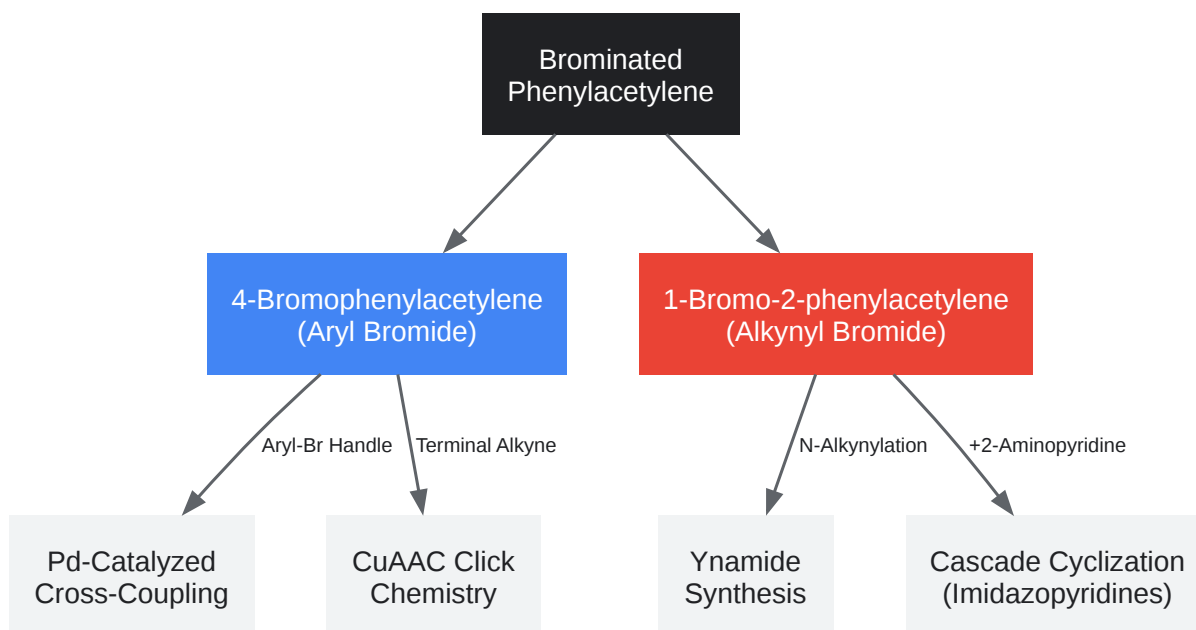 Brominated
Phenylacetylene
4-Bromophenylacetylene
(Aryl Bromide)
1-Bromo-2-phenylacetylene
(Alkynyl Bromide)
Aryl-Br Handle
Terminal Alkyne
N-Alkynylation
+2-Aminopyridine
Pd-Catalyzed
Cross-Coupling
CuAAC Click
Chemistry
Ynamide
Synthesis
Cascade Cyclization
(Imidazopyridines)